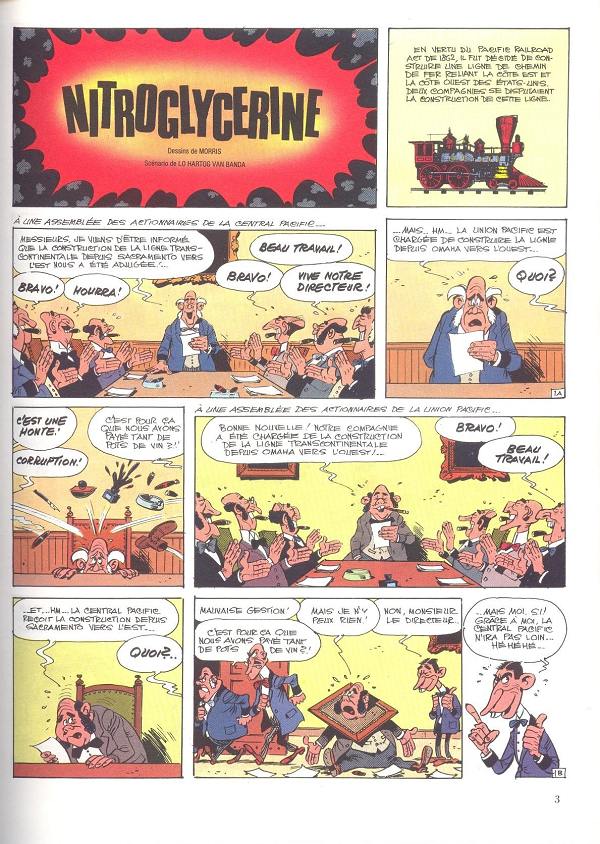 NITROGLYCERINE
Dessins de MORRIS
Scénario de LO HARTOG VAN BANDA
EN VERTU DU PACIFIC RAILROAD
ACT DE 1862, IL FUT DÉCIDÉ DE CON-
STRUIRE UNE LIGNE DE CHEMIN
DE FER RELIANT LA CÔTE EST ET
LA CÔTE OUEST DES ÉTATS-UNIS.
DEUX COMPAGNIES SE DISPUTAIENT
LA CONSTRUCTION DE CETTE LIGNE.
À UNE ASSEMBLÉE DES ACTIONNAIRES DE LA CENTRAL PACIFIC...
MESSIEURS, JE VIENS D'ÊTRE INFORMÉ
QUE LA CONSTRUCTION DE LA LIGNE TRANS-
CONTINENTALE DEPUIS SACRAMENTO VERS
L'EST NOUS A ÉTÉ ADJUGÉE!...
BEAU TRAVAIL!
BRAVO!
HOURRA!
BRAVO!
VIVE NOTRE
DIRECTEUR!
...MAIS.. HM... LA UNION PACIFIC EST
CHARGÉE DE CONSTRUIRE LA LIGNE
DEPUIS OMAHA VERS L'OUEST...
QUOI?
1A
C'EST UNE
HONTE!
CORRUPTION!
C'EST POUR ÇA
QUE NOUS AVONS
PAYÉ TANT DE
POTS DE VIN?!
À UNE ASSEMBLÉE DES ACTIONNAIRES DE LA UNION PACIFIC...
BONNE NOUVELLE! NOTRE COMPAGNIE
A ÉTÉ CHARGÉE DE LA CONSTRUCTION
DE LA LIGNE TRANSCONTINENTALE
DEPUIS OMAHA VERS L'OUEST!...
BRAVO!
BEAU
TRAVAIL!
...ET...HM... LA CENTRAL PACIFIC
REÇOIT LA CONSTRUCTION DEPUIS
SACRAMENTO VERS L'EST...
QUOI?..
MAUVAISE GESTION!
C'EST POUR ÇA QUE
NOUS AVONS PAYÉ TANT
DE POTS
DE VIN?!
MAIS JE N'Y
PEUX RIEN!
NON, MONSIEUR
LE DIRECTEUR...
...MAIS MOI, SI!
GRÂCE À MOI, LA
CENTRAL PACIFIC
N'IRA PAS LOIN...
HÉHÉHÉ...
1B
3